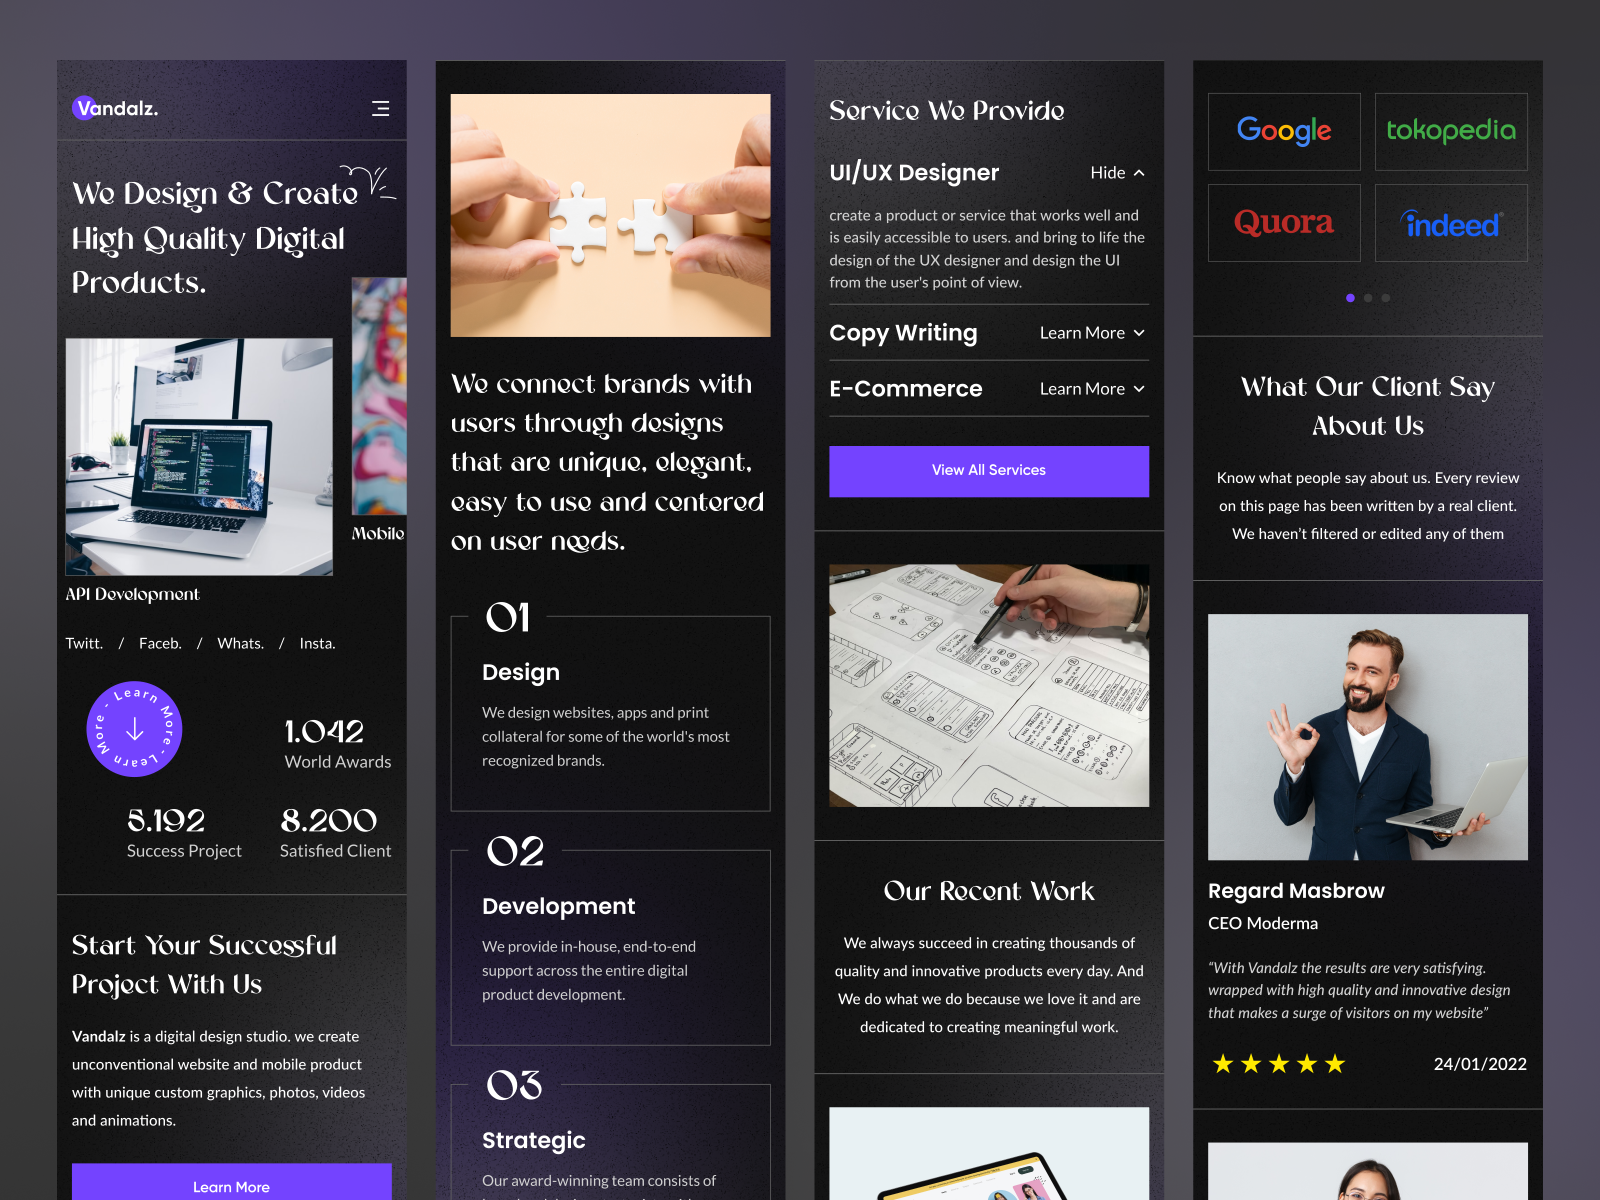 Vandalz.
We Design & Create
High Quality Digital
Products.
API Development
Mobile
Twitt. / Faceb. / Whats. / Insta.
Learn More - Learn More -
1.042
World Awards
5.192
Success Project
8.200
Satisfied Client
Start Your Successful
Project With Us
Vandalz is a digital design studio. we create
unconventional website and mobile product
with unique custom graphics, photos, videos
and animations.
Learn More
We connect brands with
users through designs
that are unique, elegant,
easy to use and centered
on user needs.
01
Design
We design websites, apps and print
collateral for some of the world's most
recognized brands.
02
Development
We provide in-house, end-to-end
support across the entire digital
product development.
03
Strategic
Our award-winning team consists of
Service We Provide
UI/UX Designer
Hide
create a product or service that works well and
is easily accessible to users. and bring to life the
design of the UX designer and design the UI
from the user's point of view.
Copy Writing
Learn More
E-Commerce
Learn More
View All Services
Our Recent Work
We always succeed in creating thousands of
quality and innovative products every day. And
We do what we do because we love it and are
dedicated to creating meaningful work.
Google
tokopedia
Quora
indeed
What Our Client Say
About Us
Know what people say about us. Every review
on this page has been written by a real client.
We haven't filtered or edited any of them
Regard Masbrow
CEO Moderma
“With Vandalz the results are very satisfying.
wrapped with high quality and innovative design
that makes a surge of visitors on my website”
24/01/2022